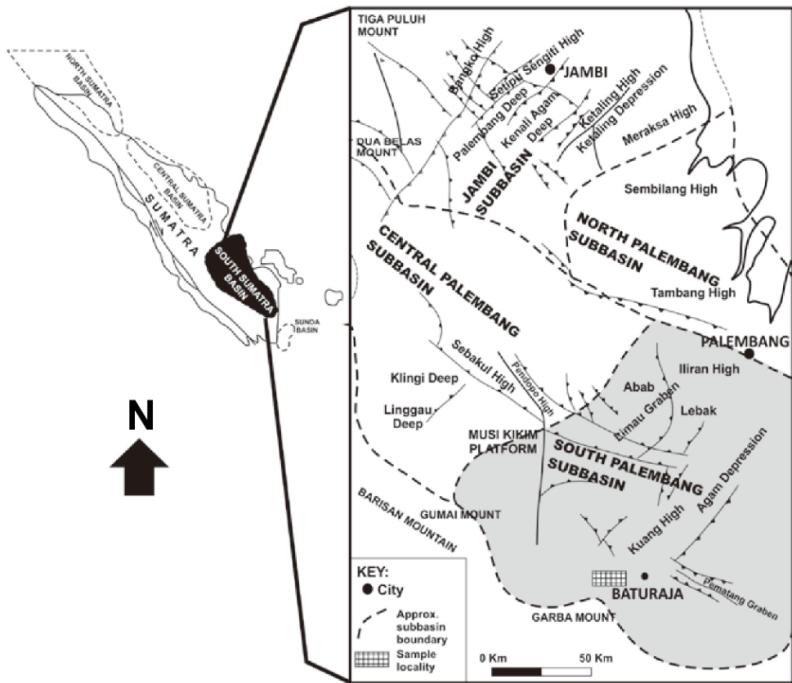 NORTH SUMATRA
BASIN
CENTRAL SUMATRA
BASIN
SUMATRA
SOUTH SUMATRA
BASIN
SUNDA
BASIN
N
TIGA PULUH
MOUNT
Bangko High
Setipu Sengiti High
JAMBI
Palembang Deep
Kenali Agam
Deep
Ketaling High
Ketaling Depression
Meraksa High
DUA BELAS
MOUNT
JAMBI
SUBBASIN
Sembilang High
NORTH PALEMBANG
SUBBASIN
CENTRAL PALEMBANG
SUBBASIN
Tambang High
PALEMBANG
Iliran High
Sebakul High
Pendopo High
Klingi Deep
Abab
Limau Graben
Lebak
Linggau
Deep
MUSI KIKIM
PLATFORM
SOUTH PALEMBANG
SUBBASIN
Agam Depression
BARISAN MOUNTAIN
GUMAI MOUNT
Kuang High
BATURAJA
Pematang Graben
GARBA MOUNT
KEY:
City
Approx.
subbasin
boundary
Sample
locality
0 Km
50 Km